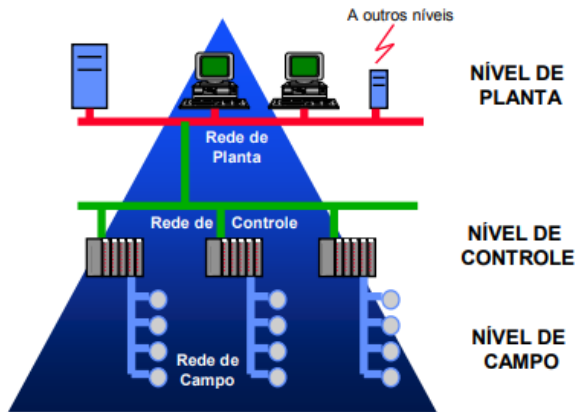 A outros níveis
NÍVEL DE
PLANTA
Rede de
Planta
Rede de Controle
NÍVEL DE
CONTROLE
NÍVEL DE
CAMPO
Rede de
Campo